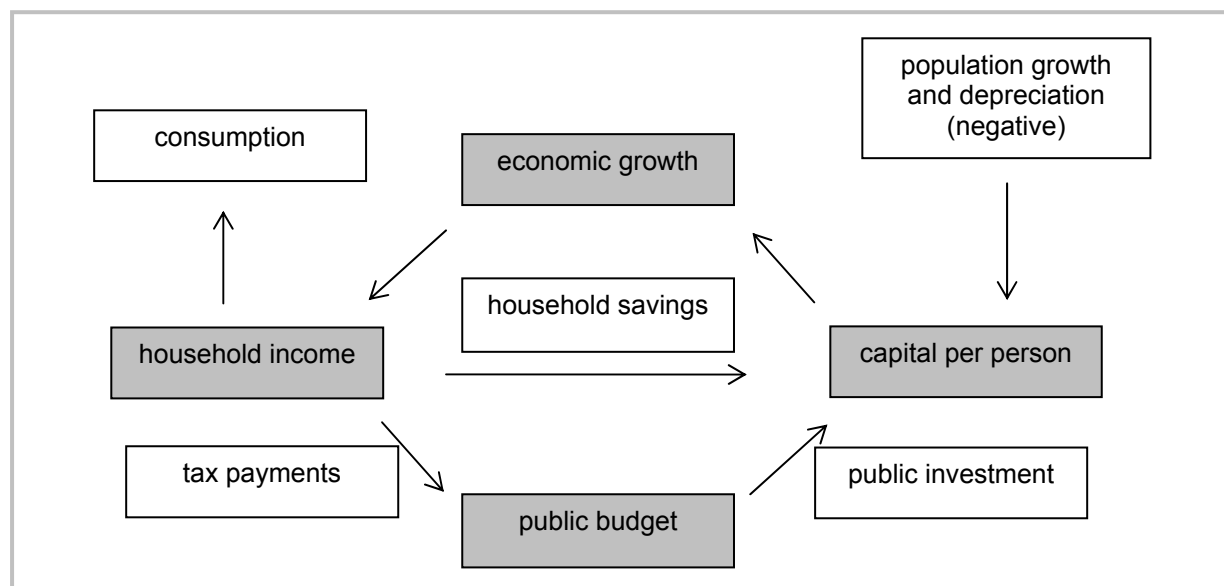 population growth
and depreciation
(negative)
consumption
economic growth
household savings
household income
capital per person
tax payments
public investment
public budget